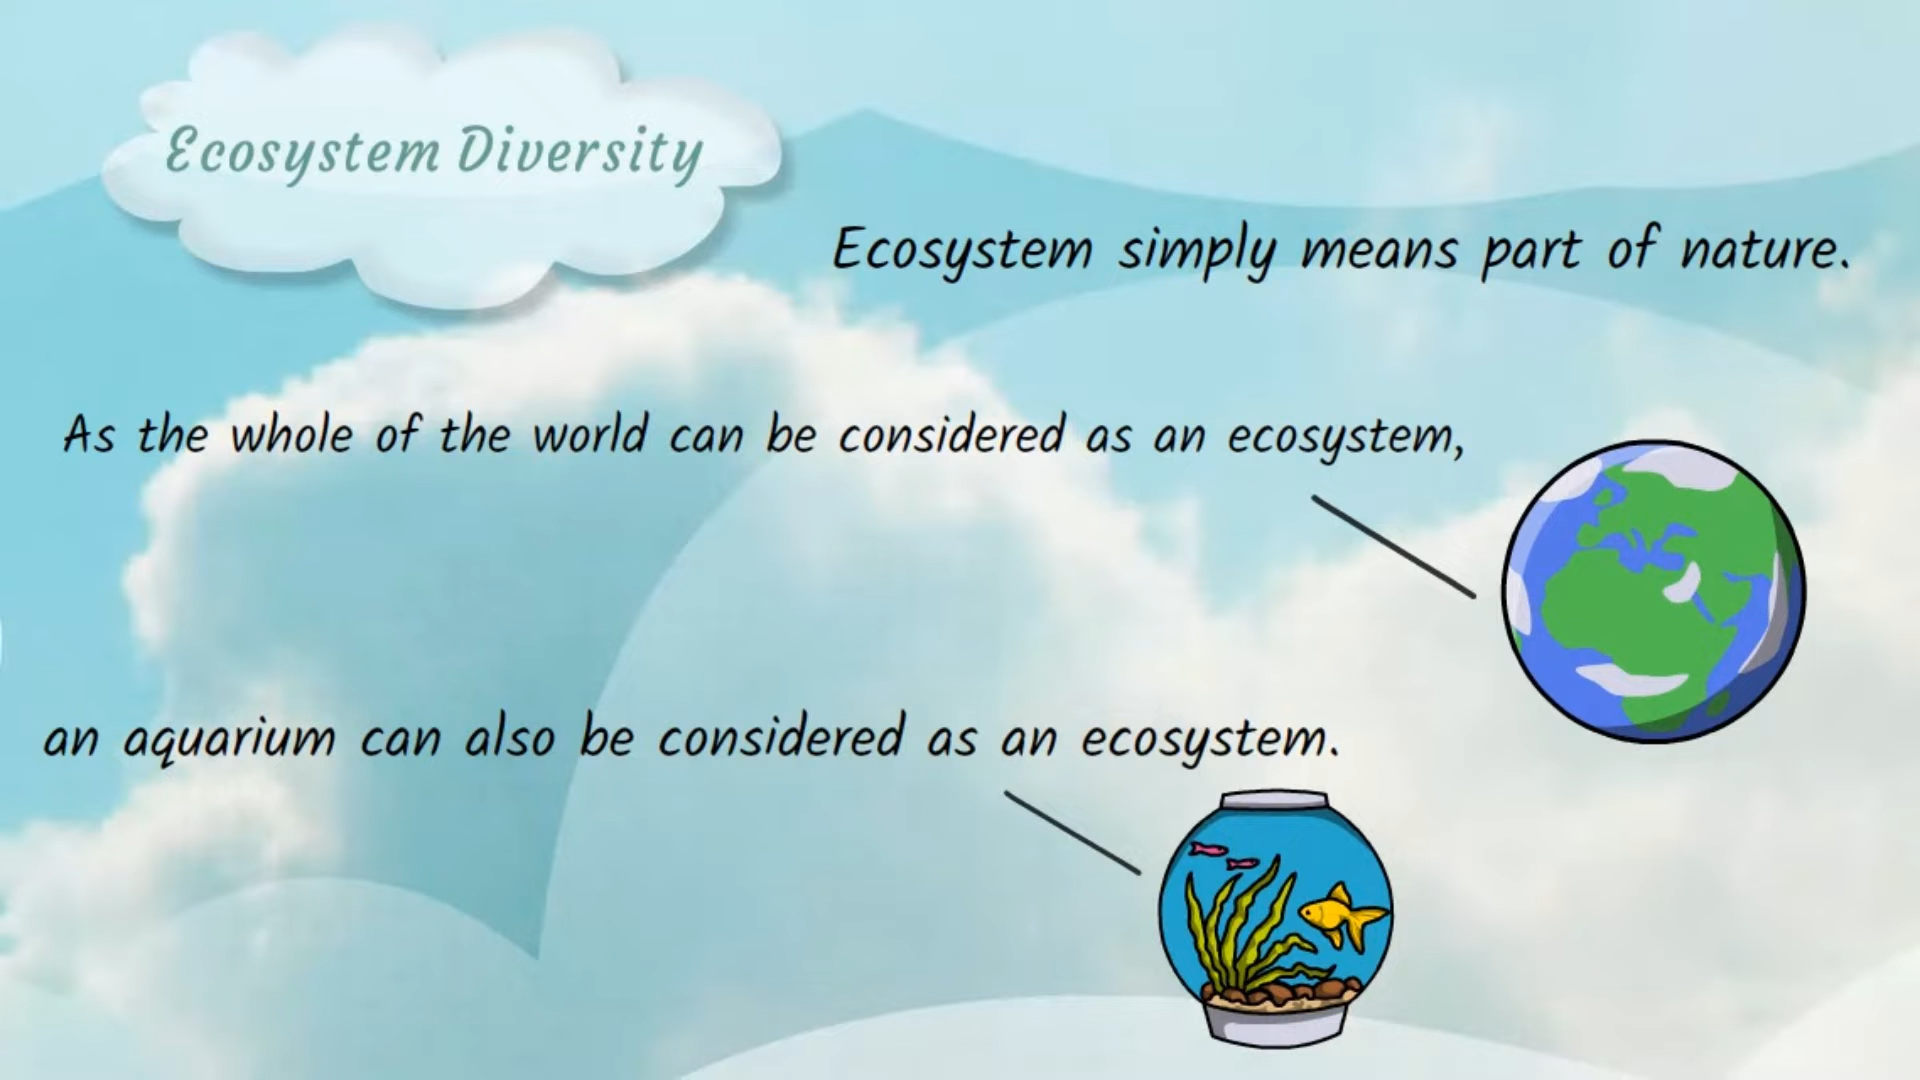 Ecosystem Diversity
Ecosystem simply means part of nature.
As the whole of the world can be considered as an ecosystem,
an aquarium can also be considered as an ecosystem.